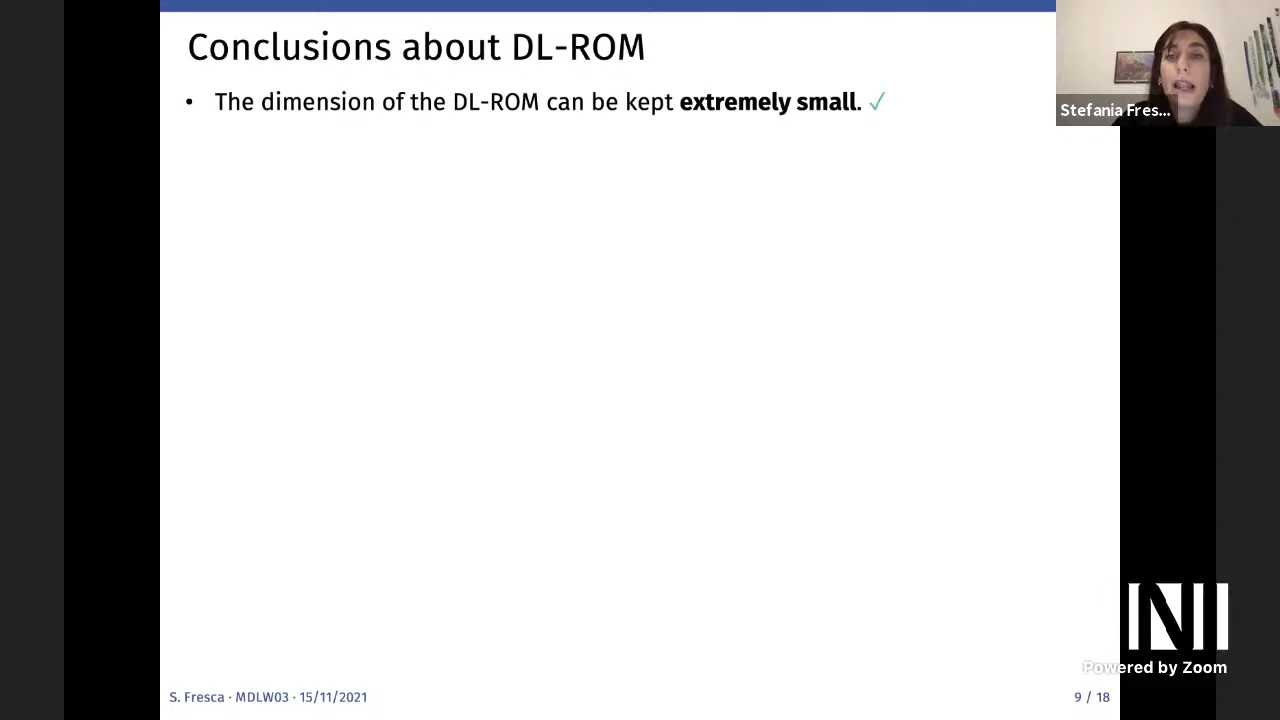 Conclusions about DL-ROM
• The dimension of the DL-ROM can be kept extremely small. ✓
Stefania Fres...
NI
Powered by Zoom
S. Fresca · MDLW03 · 15/11/2021
9 / 18